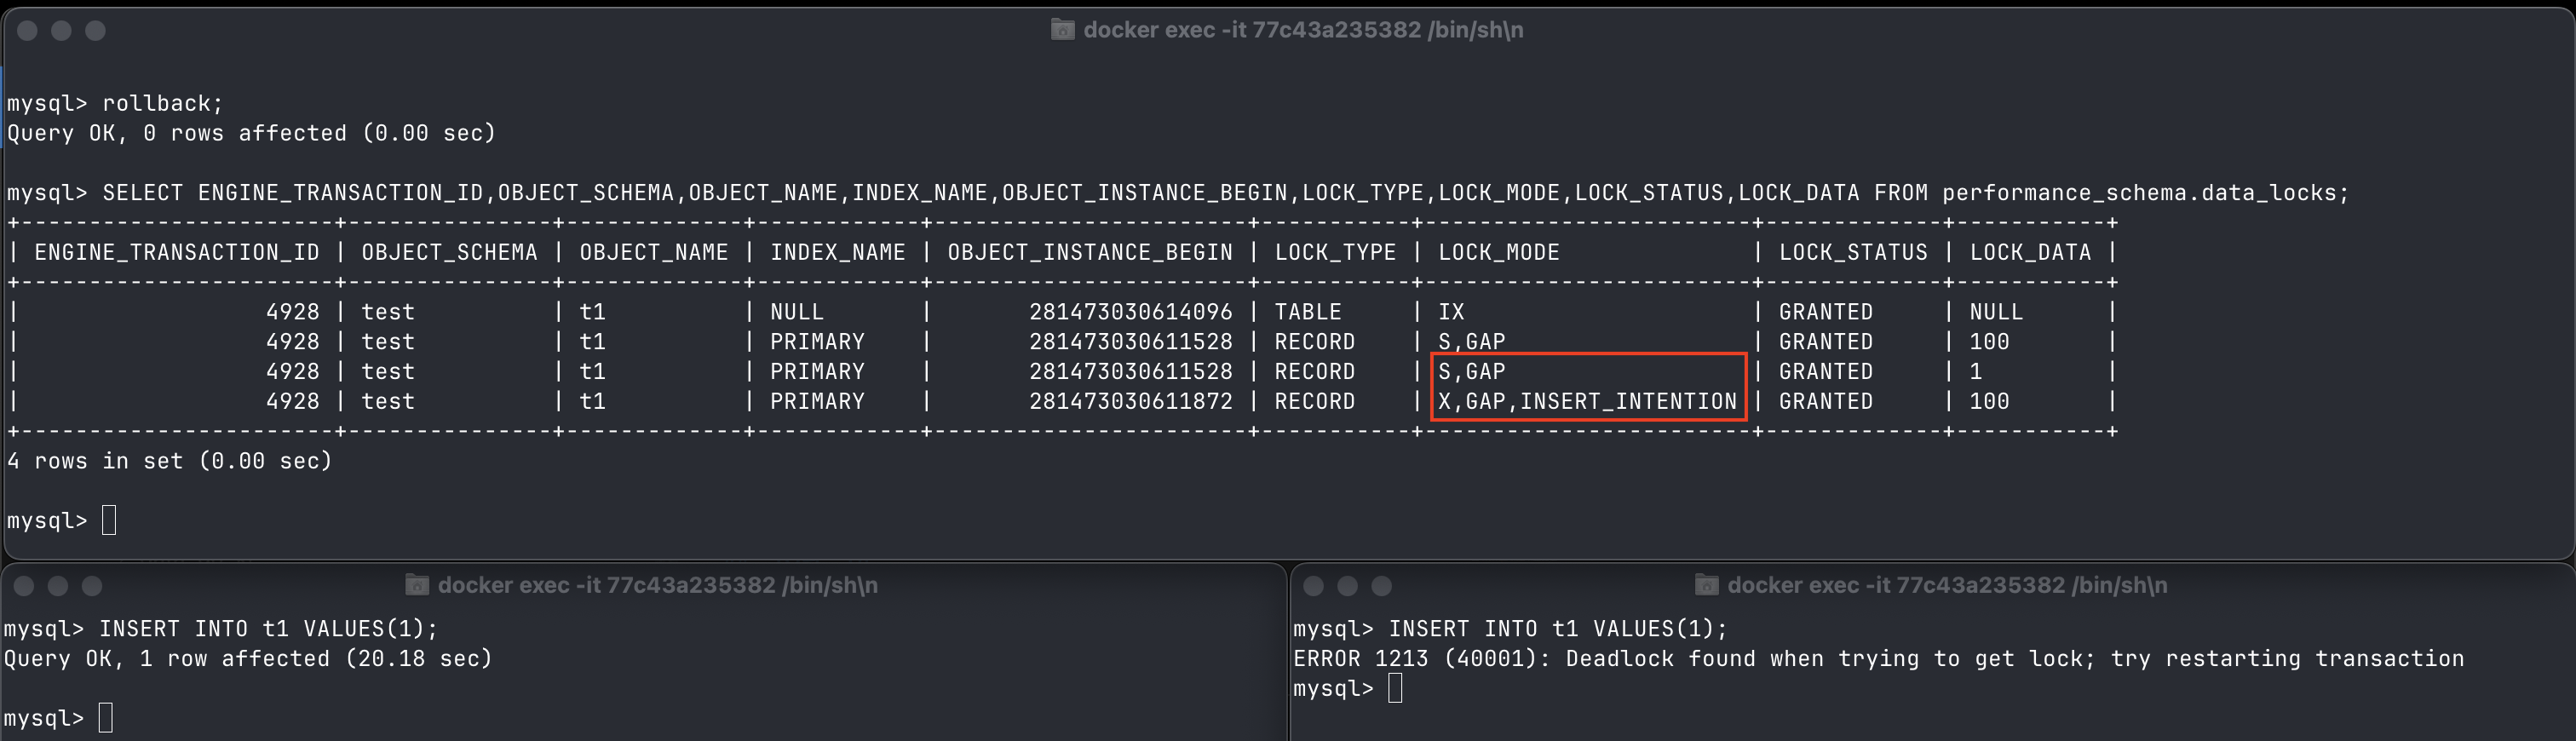 docker exec -it 77c43a235382 /bin/sh\n
mysql> rollback;
Query OK, 0 rows affected (0.00 sec)
mysql> SELECT ENGINE_TRANSACTION_ID,OBJECT_SCHEMA,OBJECT_NAME,INDEX_NAME,OBJECT_INSTANCE_BEGIN,LOCK_TYPE,LOCK_MODE,LOCK_STATUS,LOCK_DATA FROM performance_schema.data_locks;
+-----------------------+---------------+-------------+------------+-----------------------+-----------+------------------------+-------------+-----------+
| ENGINE_TRANSACTION_ID | OBJECT_SCHEMA | OBJECT_NAME | INDEX_NAME | OBJECT_INSTANCE_BEGIN | LOCK_TYPE | LOCK_MODE              | LOCK_STATUS | LOCK_DATA |
+-----------------------+---------------+-------------+------------+-----------------------+-----------+------------------------+-------------+-----------+
|                  4928 | test          | t1          | NULL       |       281473030614096 | TABLE     | IX                     | GRANTED     | NULL      |
|                  4928 | test          | t1          | PRIMARY    |       281473030611528 | RECORD    | S,GAP                  | GRANTED     | 100       |
|                  4928 | test          | t1          | PRIMARY    |       281473030611528 | RECORD    | S,GAP                  | GRANTED     | 1         |
|                  4928 | test          | t1          | PRIMARY    |       281473030611872 | RECORD    | X,GAP,INSERT_INTENTION | GRANTED     | 100       |
+-----------------------+---------------+-------------+------------+-----------------------+-----------+------------------------+-------------+-----------+
4 rows in set (0.00 sec)
mysql>
docker exec -it 77c43a235382 /bin/sh\n
mysql> INSERT INTO t1 VALUES(1);
Query OK, 1 row affected (20.18 sec)
mysql>
docker exec -it 77c43a235382 /bin/sh\n
mysql> INSERT INTO t1 VALUES(1);
ERROR 1213 (40001): Deadlock found when trying to get lock; try restarting transaction
mysql>